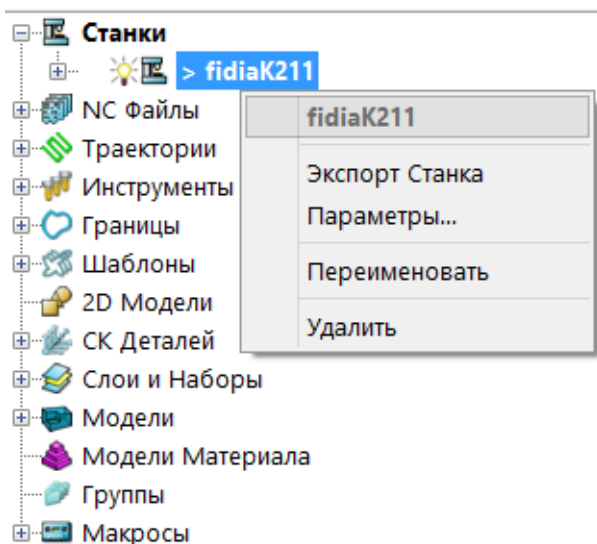 Станки
> fidiaK211
NC Файлы
fidiaK211
Траектории
Экспорт Станка
Инструменты
Параметры...
Границы
Шаблоны
Переименовать
2D Модели
Удалить
СК Деталей
Слои и Наборы
Модели
Модели Материала
Группы
Макросы